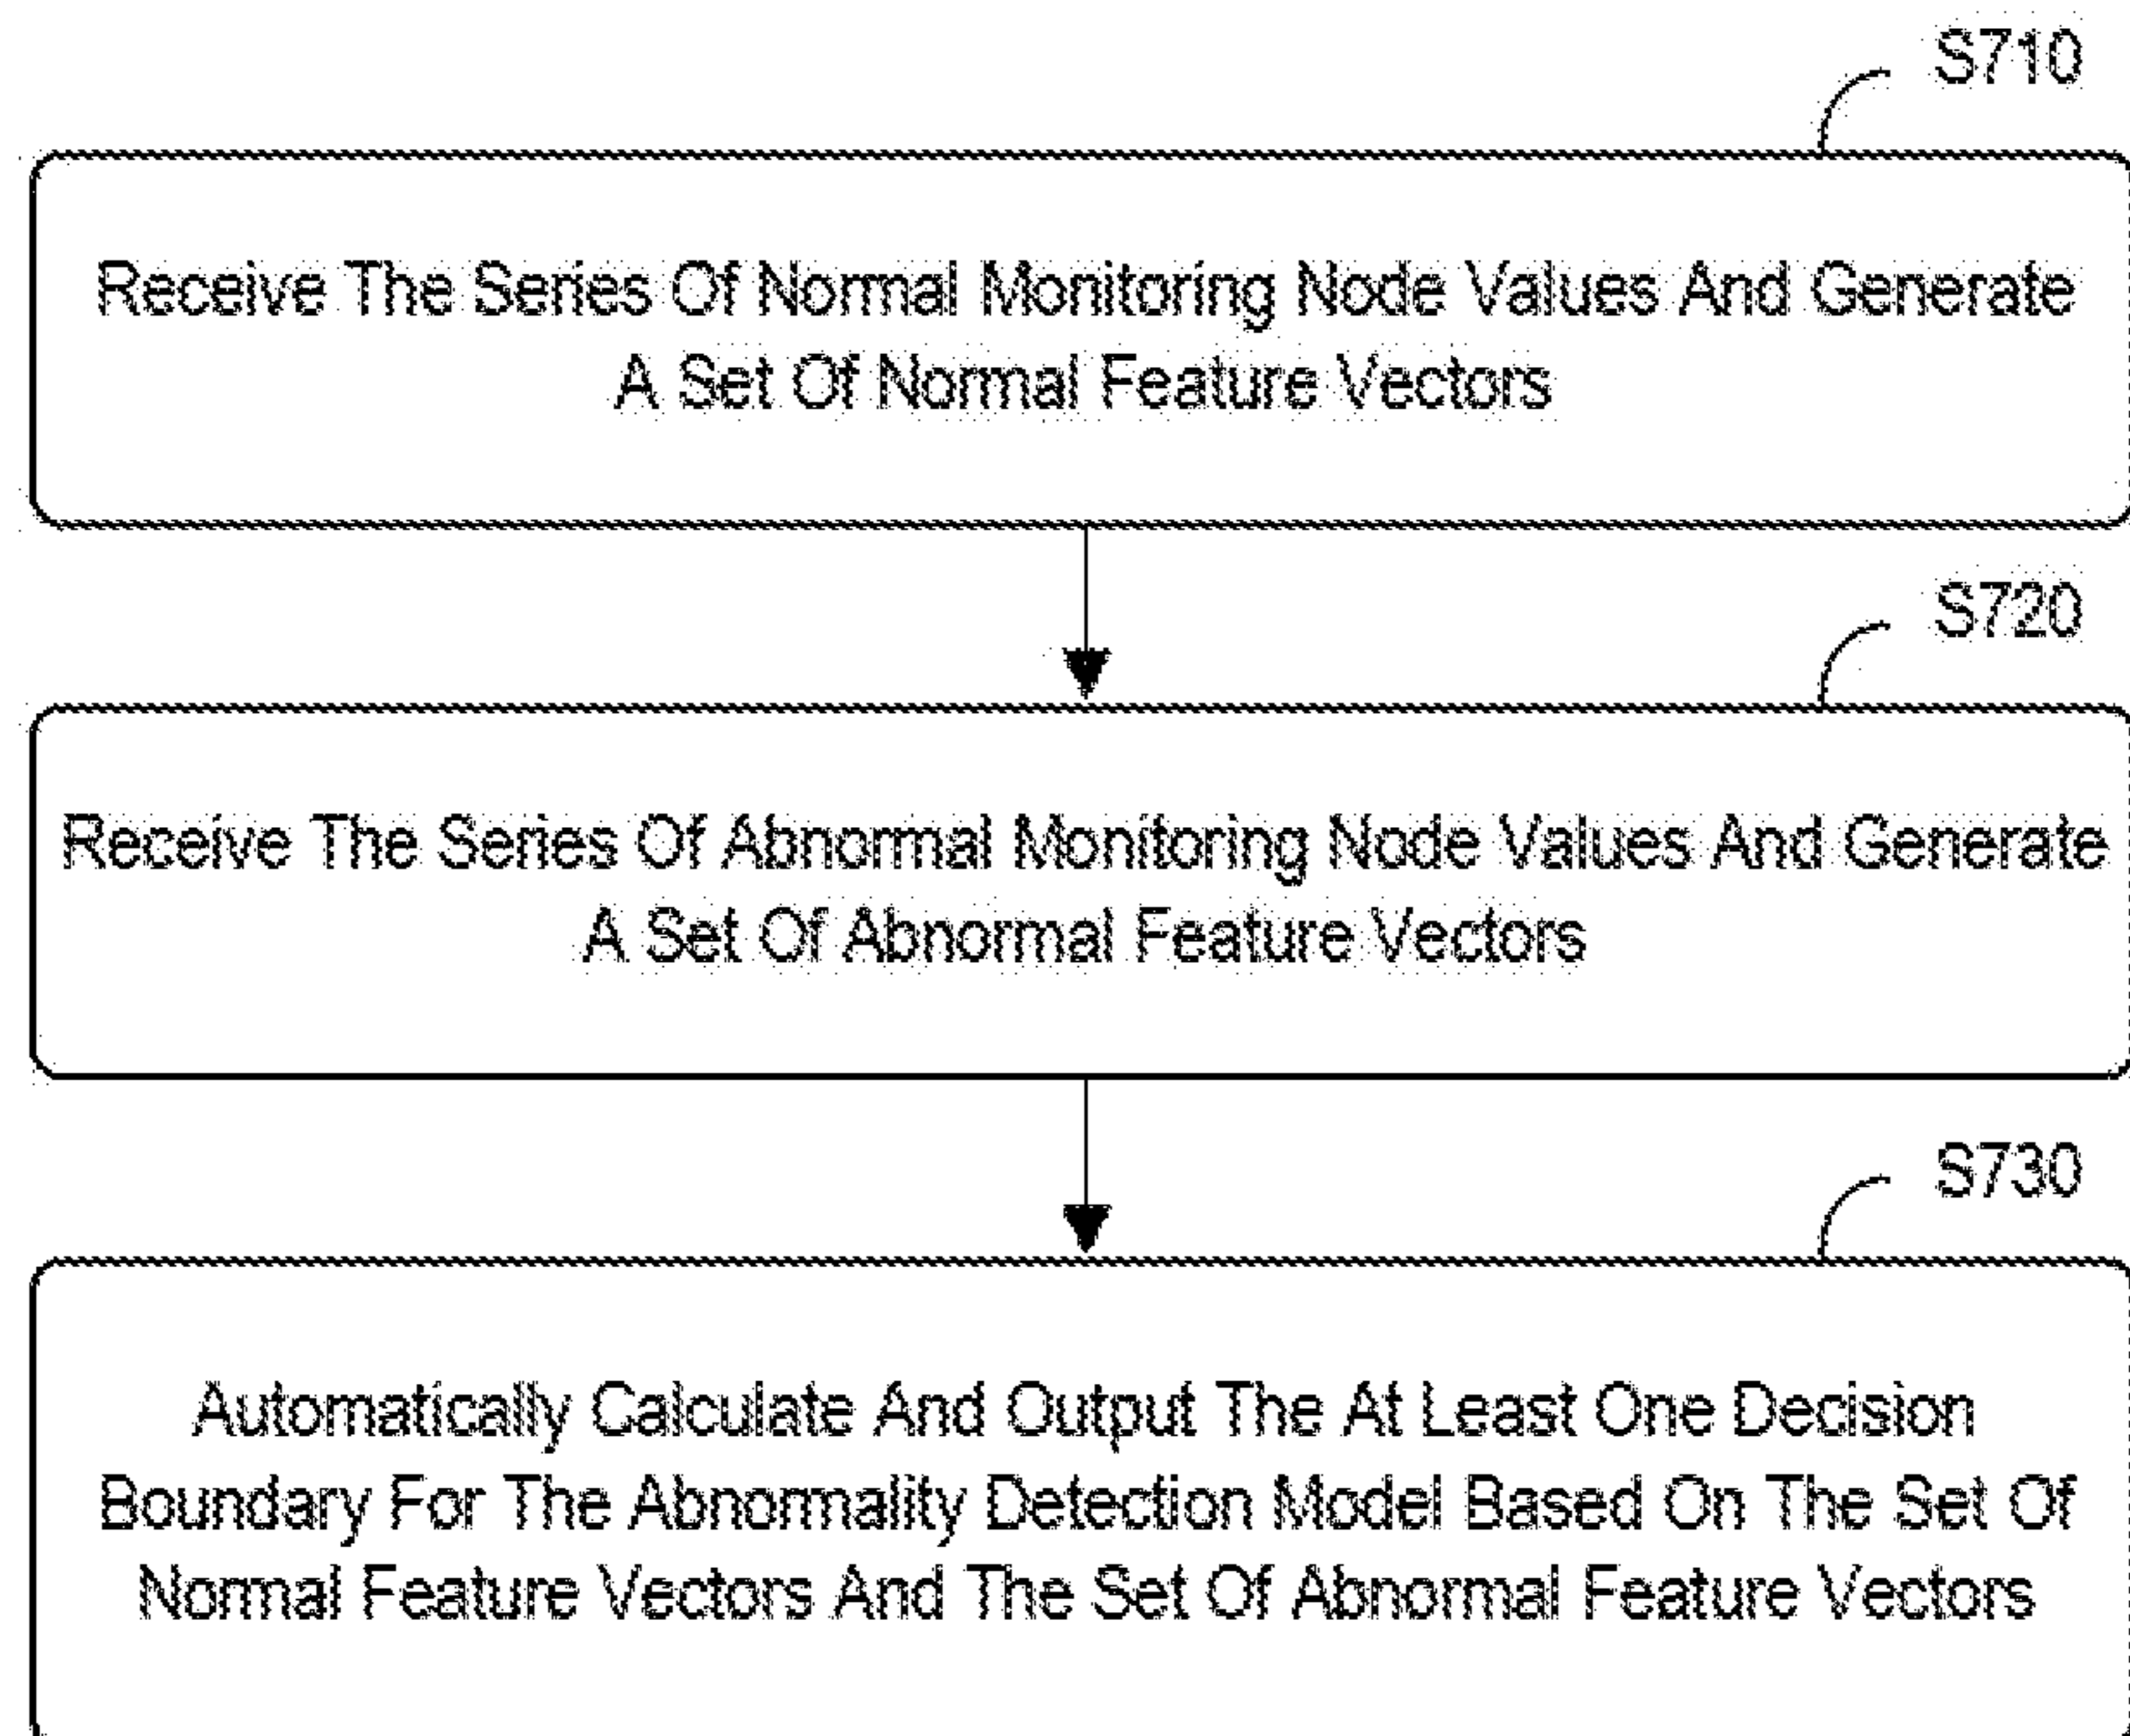 S710
Receive The Series Of Normal Monitoring Node Values And Generate
A Set Of Normal Feature Vectors
S720
Receive The Series Of Abnormal Monitoring Node Values And Generate
A Set Of Abnormal Feature Vectors
S730
Automatically Calculate And Output The At Least One Decision
Boundary For The Abnormality Detection Model Based On The Set Of
Normal Feature Vectors And The Set Of Abnormal Feature Vectors